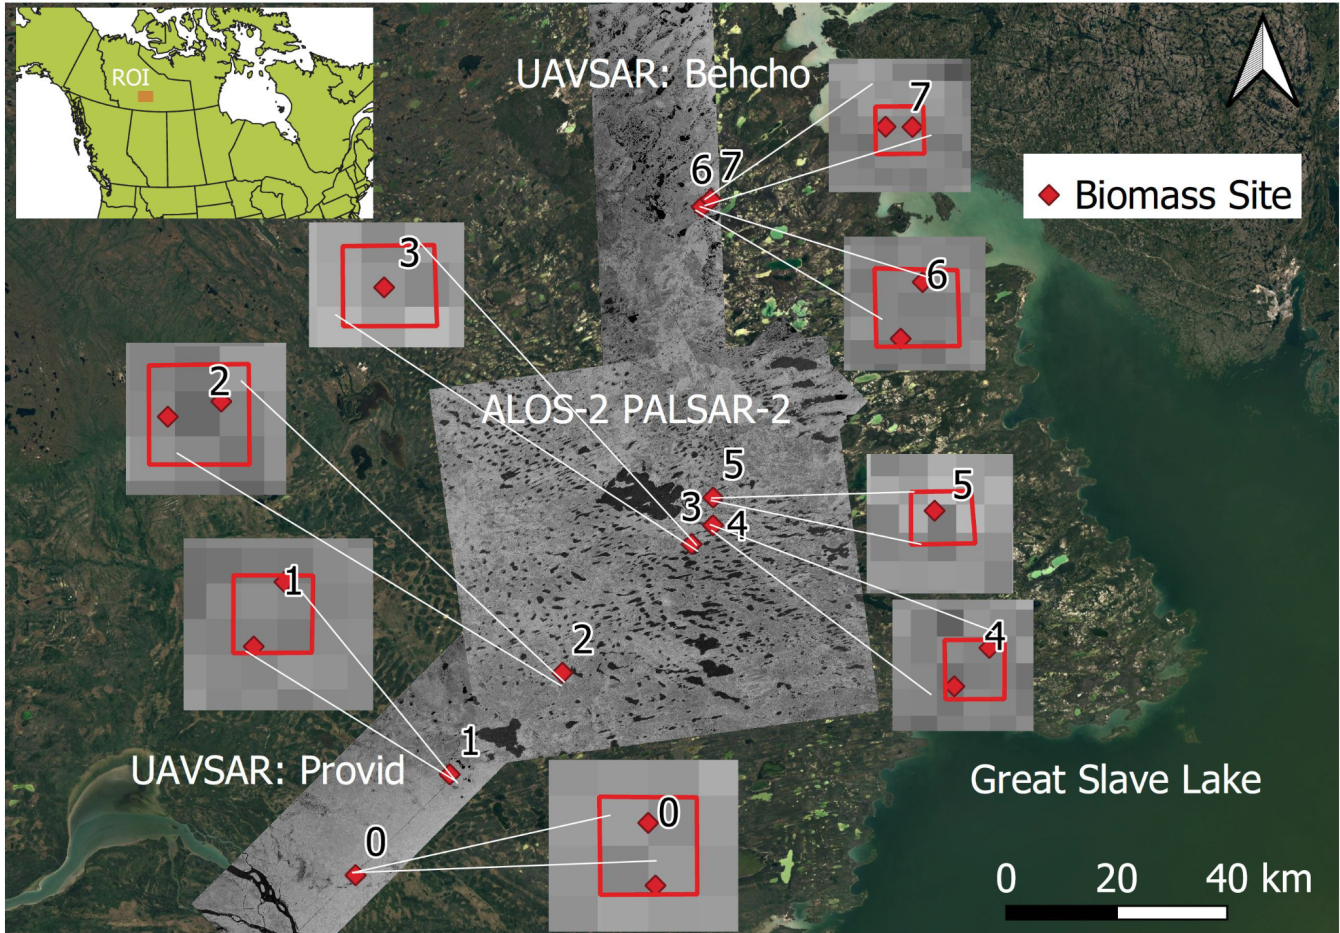 ROI
UAVSAR: Behcho
7
6 7
Biomass Site
3
6
2
ALOS-2 PALSAR-2
5
3
4
5
1
2
4
1
UAVSAR: Provid
Great Slave Lake
0
0
0 20 40 km